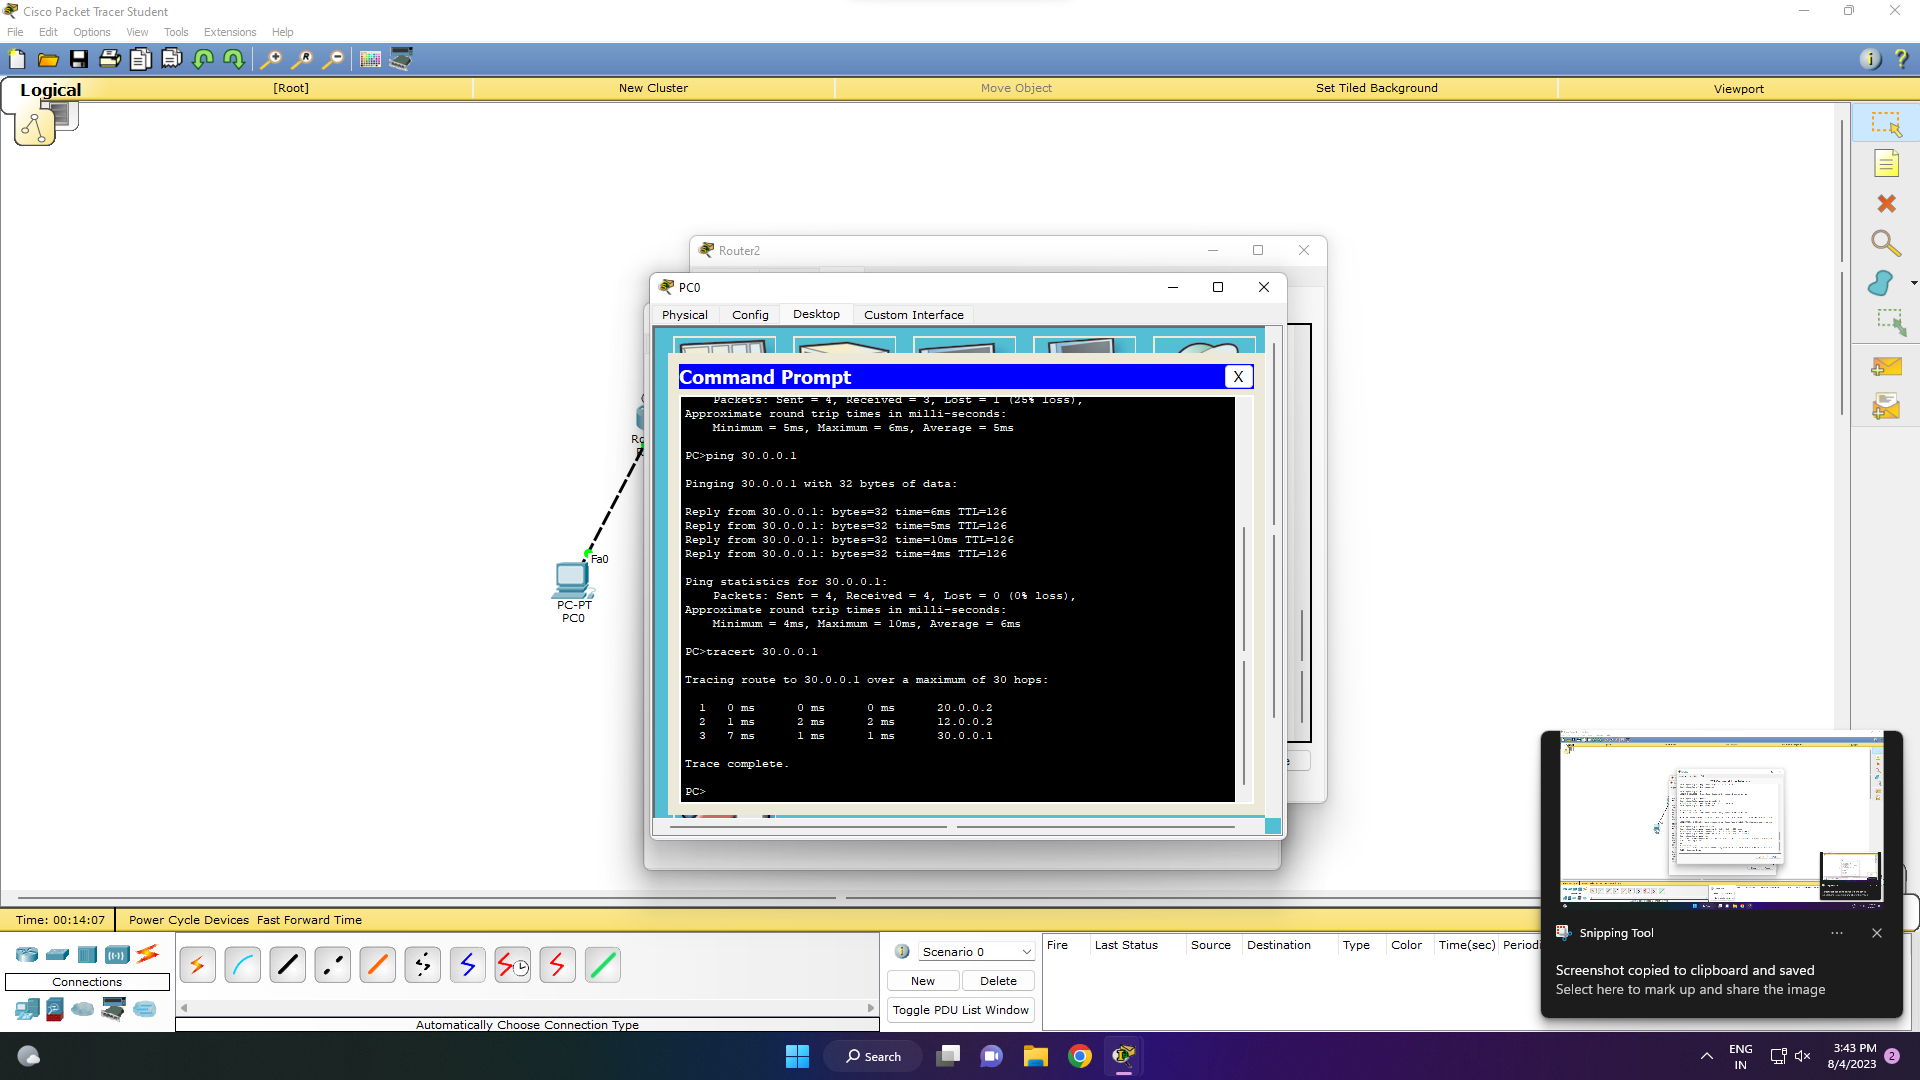 Cisco Packet Tracer Student
File Edit Options View Tools Extensions Help
Logical [Root] New Cluster Move Object Set Tiled Background Viewport
Router2
PC0
Physical Config Desktop Custom Interface
Command Prompt X
Packets: Sent = 4, Received = 3, Lost = 1 (25% loss),
Approximate round trip times in milli-seconds:
Minimum = 5ms, Maximum = 6ms, Average = 5ms
PC>ping 30.0.0.1
Pinging 30.0.0.1 with 32 bytes of data:
Reply from 30.0.0.1: bytes=32 time=6ms TTL=126
Reply from 30.0.0.1: bytes=32 time=5ms TTL=126
Reply from 30.0.0.1: bytes=32 time=10ms TTL=126
Reply from 30.0.0.1: bytes=32 time=4ms TTL=126
Ping statistics for 30.0.0.1:
Packets: Sent = 4, Received = 4, Lost = 0 (0% loss),
Approximate round trip times in milli-seconds:
Minimum = 4ms, Maximum = 10ms, Average = 6ms
PC>tracert 30.0.0.1
Tracing route to 30.0.0.1 over a maximum of 30 hops:
1 0 ms 0 ms 0 ms 20.0.0.2
2 1 ms 2 ms 2 ms 12.0.0.2
3 7 ms 1 ms 1 ms 30.0.0.1
Trace complete.
PC>
Ro
Fa0
PC-PT
PC0
Time: 00:14:07 Power Cycle Devices Fast Forward Time
Connections
Automatically Choose Connection Type
Scenario 0
New Delete
Toggle PDU List Window
Fire Last Status Source Destination Type Color Time(sec) Periodi
Snipping Tool
Screenshot copied to clipboard and saved
Select here to mark up and share the image
Search
ENG
IN
3:43 PM
8/4/2023
2